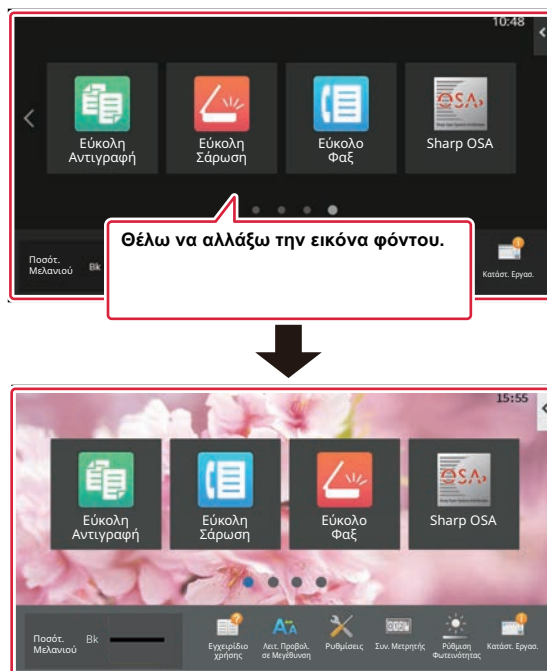 10:48
Εύκολη
Αντιγραφή
Εύκολη
Σάρωση
Εύκολο
Φαξ
OSA
Sharp OSA
Θέλω να αλλάξω την εικόνα φόντου.
Ποσότ.
Μελανιού
Bk
Κατάστ. Εργασ.
15:55
Εύκολη
Αντιγραφή
Εύκολη
Σάρωση
Εύκολο
Φαξ
OSA
Sharp OSA
Ποσότ.
Μελανιού
Bk
Εγχειρίδιο
χρήσης
Λειτ. Προβολ.
σε Μεγέθυνση
Ρυθμίσεις
Συν. Μετρητής
Ρύθμιση
Φωτεινότητας
Κατάστ. Εργασ.